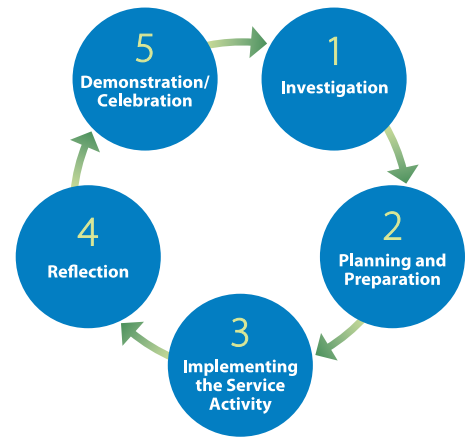 1
Investigation
2
Planning and
Preparation
3
Implementing
the Service
Activity
4
Reflection
5
Demonstration/
Celebration